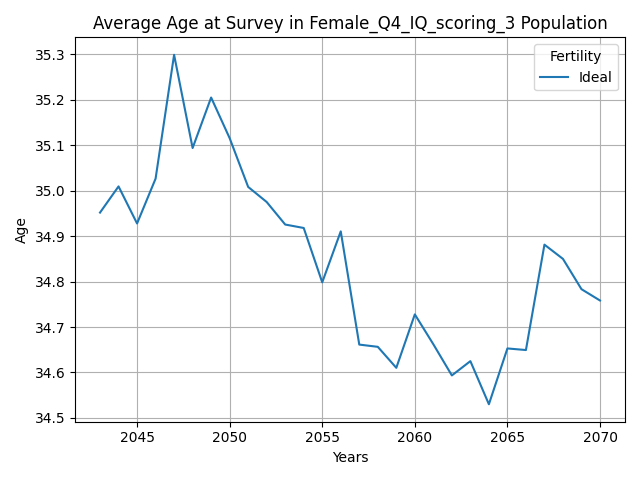 Average Age at Survey in Female_Q4_IQ_scoring_3 Population
Fertility
Ideal
35.3
35.2
35.1
35.0
34.9
34.8
34.7
34.6
34.5
Age
2045 2050 2055 2060 2065 2070
Years